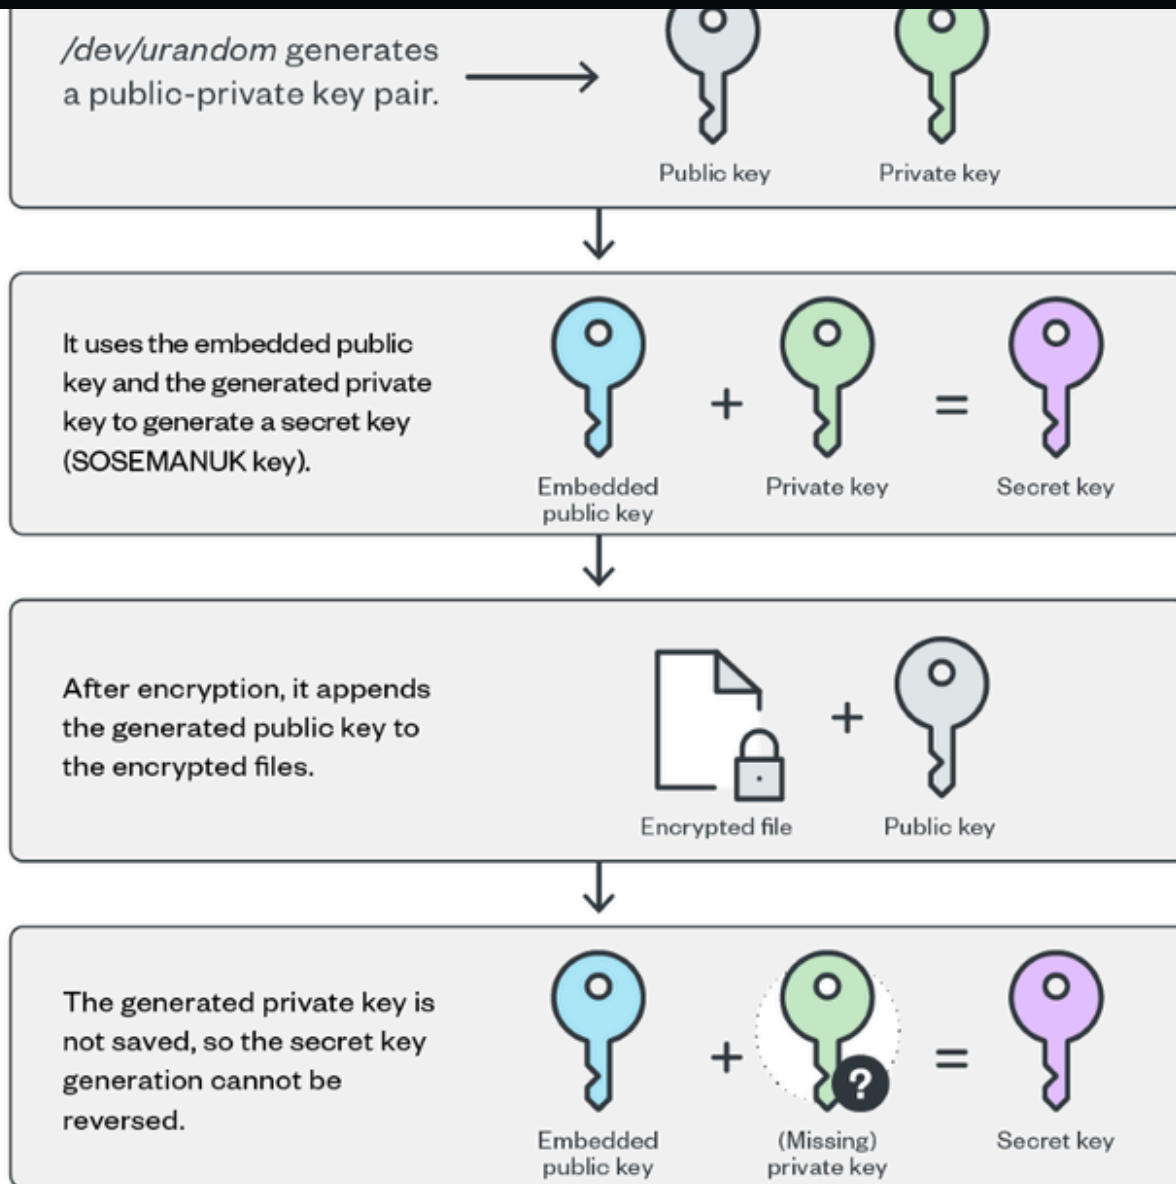 /dev/urandom generates
a public-private key pair.
Public key
Private key
It uses the embedded public
key and the generated private
key to generate a secret key
(SOSEMANUK key).
+
=
Embedded
public key
Private key
Secret key
After encryption, it appends
the generated public key to
the encrypted files.
+
Encrypted file
Public key
The generated private key is
not saved, so the secret key
generation cannot be
reversed.
+
?
=
Embedded
public key
(Missing)
private key
Secret key